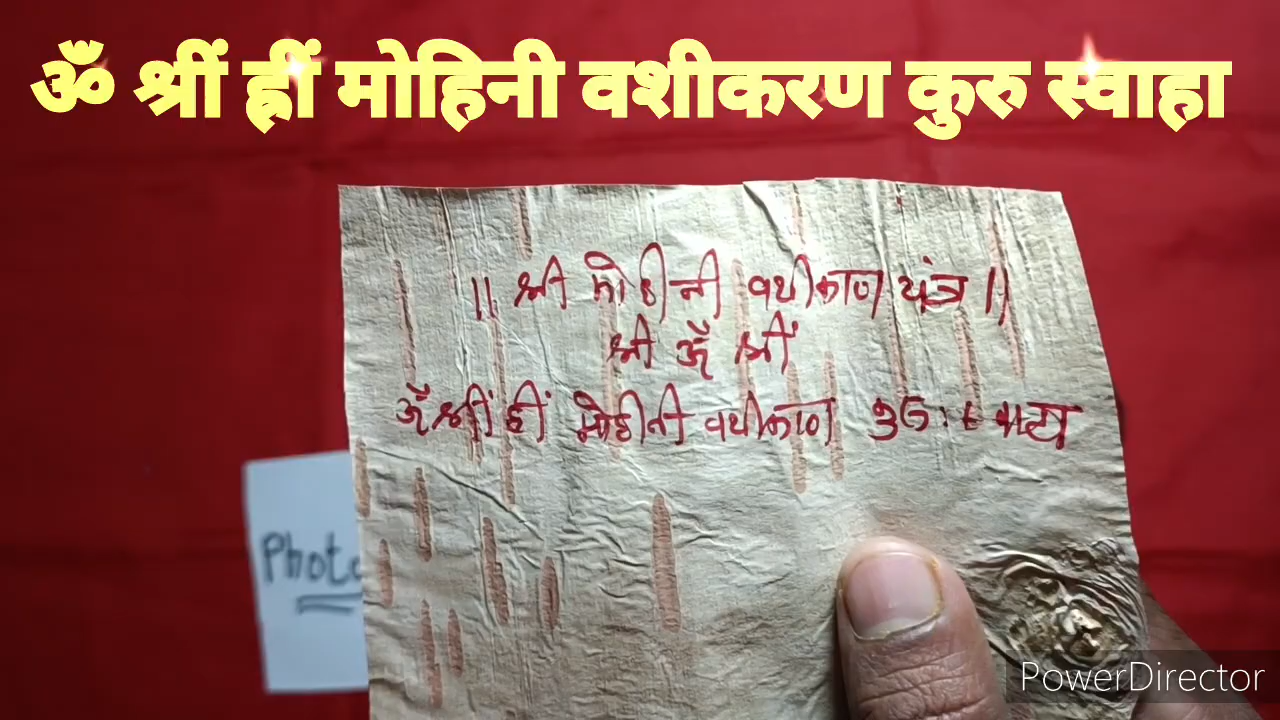 ॐ श्रीं ह्रीं मोहिनी वशीकरण कुरु स्वाहा
|| श्री मोहीनी वशीकरण यंत्र ||
श्री ॐ श्रीं
ॐ श्रीं ह्रीं मोहीनी वशीकरण
Photo
PowerDirector